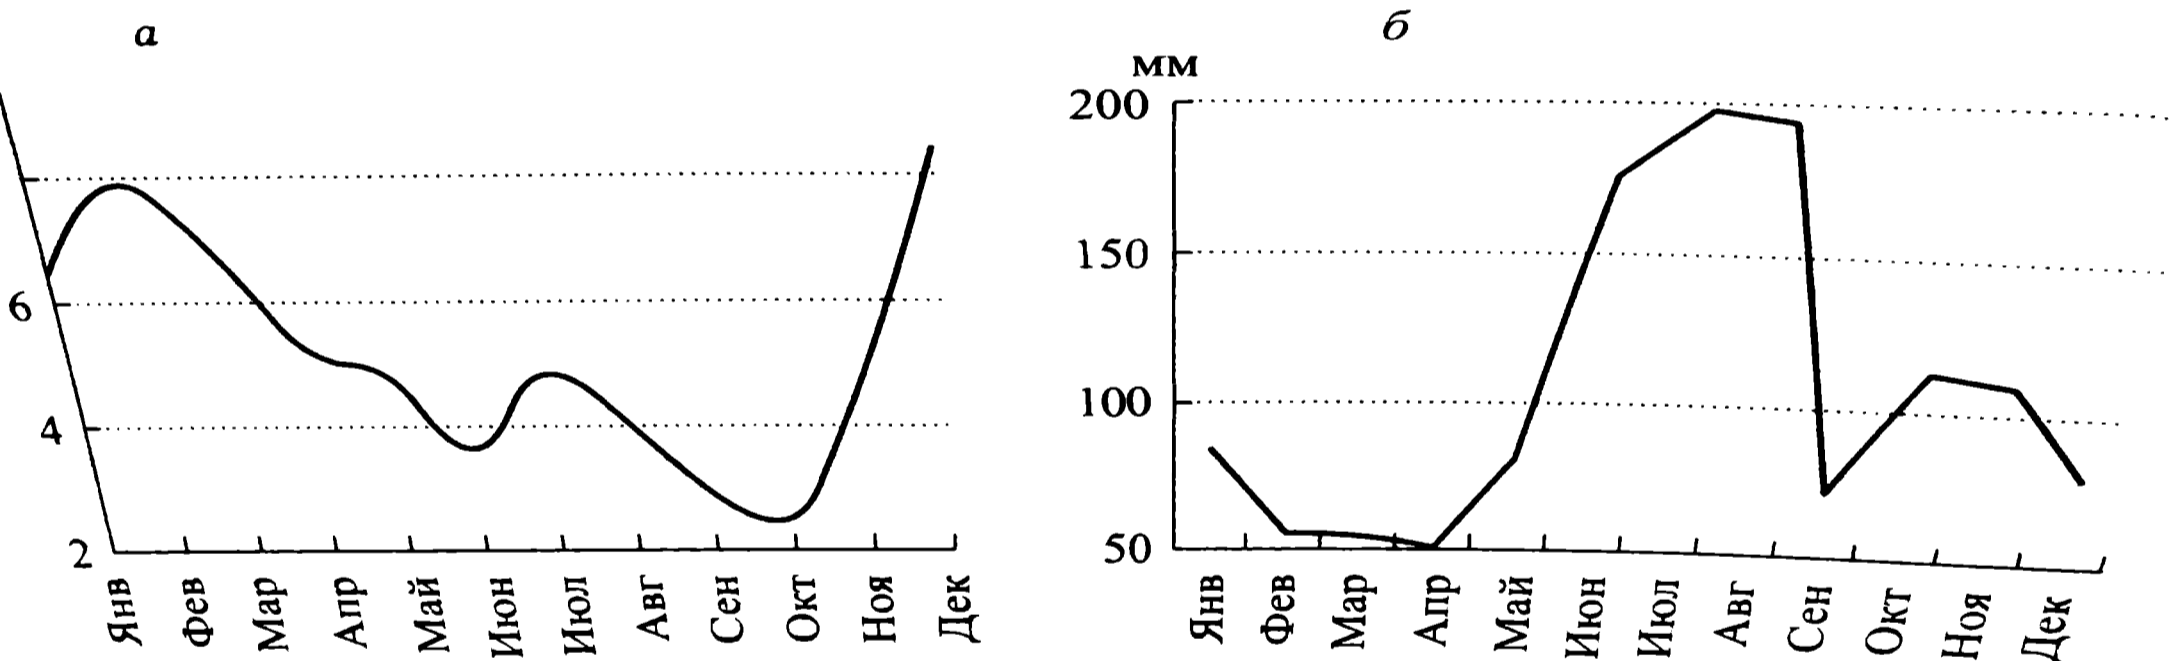 а
6
4
2
Янв
Фев
Мар
Апр
Май
Июн
Июл
Авг
Сен
Окт
Ноя
Дек
б
мм
200
150
100
50
Янв
Фев
Мар
Апр
Май
Июн
Июл
Авг
Сен
Окт
Ноя
Дек